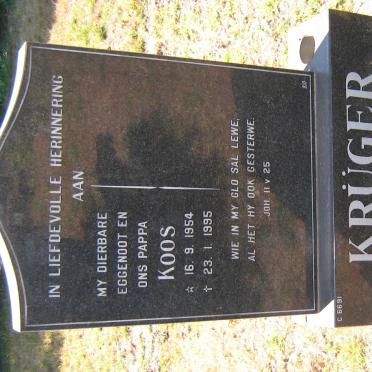 IN LIEFDEVOLLE HERINNERING
AAN
MY DIERBARE
EGGENOOT EN
ONS PAPPA
KOOS
☆ 16. 9. 1954
† 23. 1. 1995
WIE IN MY GLO SAL LEWE,
AL HET HY OOK GESTERWE.
JOH. 11 v 25
KRÜGER
C 6691